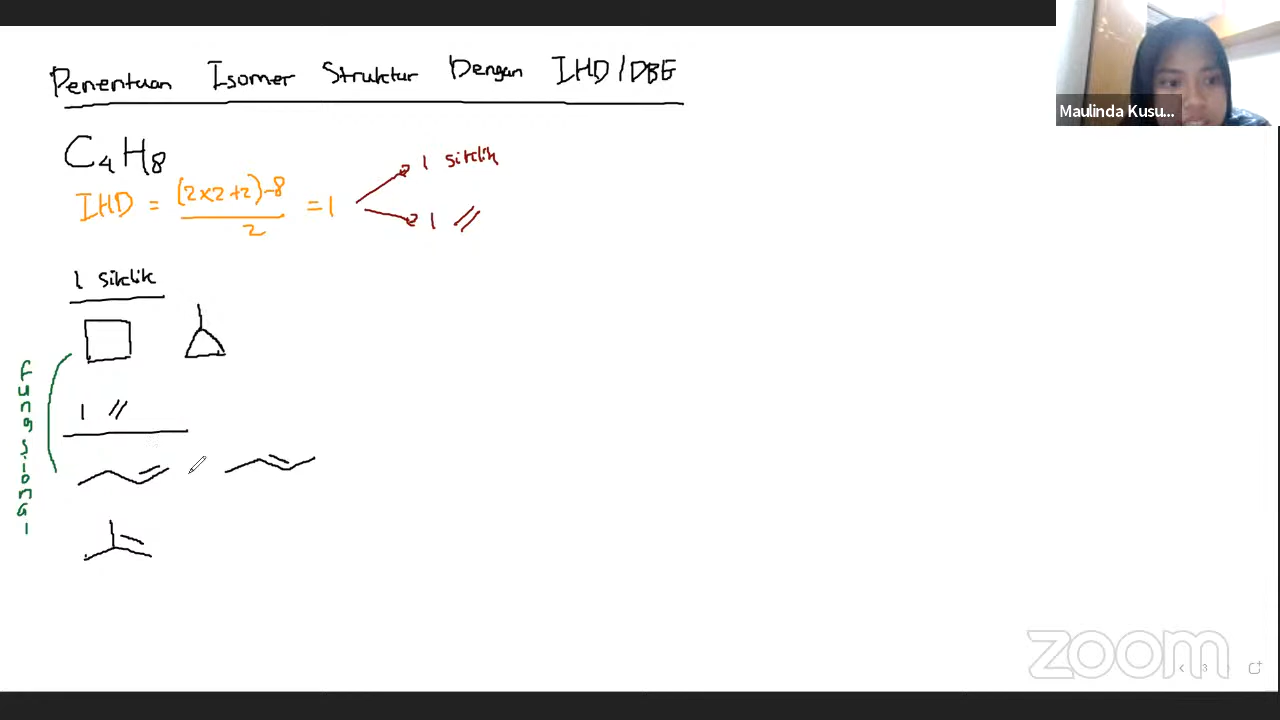 Penentuan Isomer Struktur Dengan IHD/DBE
C4H8
IHD = (2x2+2)-8 / 2 = 1
1 siklik
1 //
1 siklik
1 //
fungsional
Maulinda Kusu...
zoom
< 3